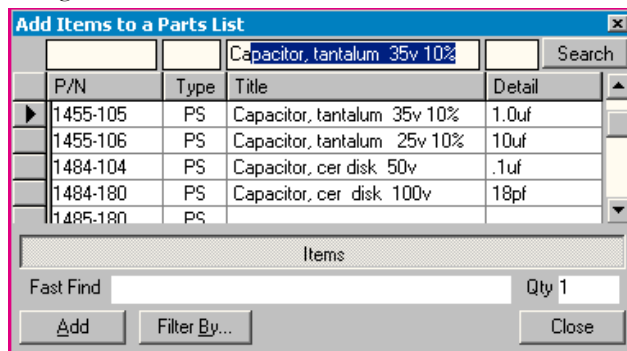 Add Items to a Parts List
Capacitor, tantalum 35v 10% Search
P/N Type Title Detail
1455-105 PS Capacitor, tantalum 35v 10% 1.0uf
1455-106 PS Capacitor, tantalum 25v 10% 10uf
1484-104 PS Capacitor, cer disk 50v .1uf
1484-180 PS Capacitor, cer disk 100v 18pf
1485-180 PS
Items
Fast Find Qty 1
Add Filter By... Close